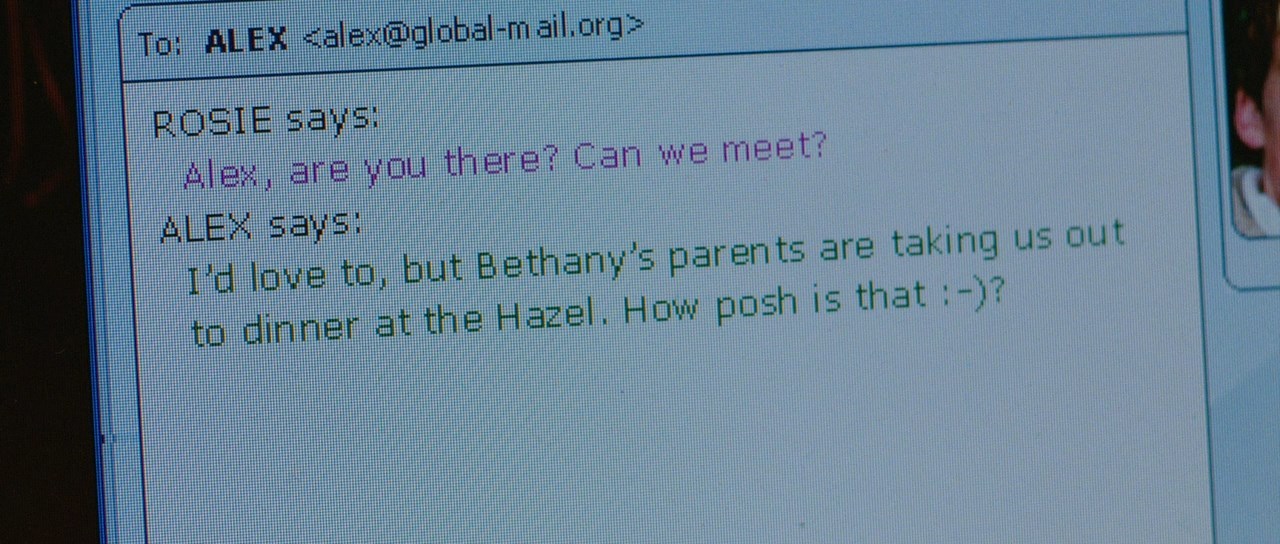 To: ALEX <alex@global-mail.org>
ROSIE says:
Alex, are you there? Can we meet?
ALEX says:
I'd love to, but Bethany's parents are taking us out
to dinner at the Hazel. How posh is that :-)?